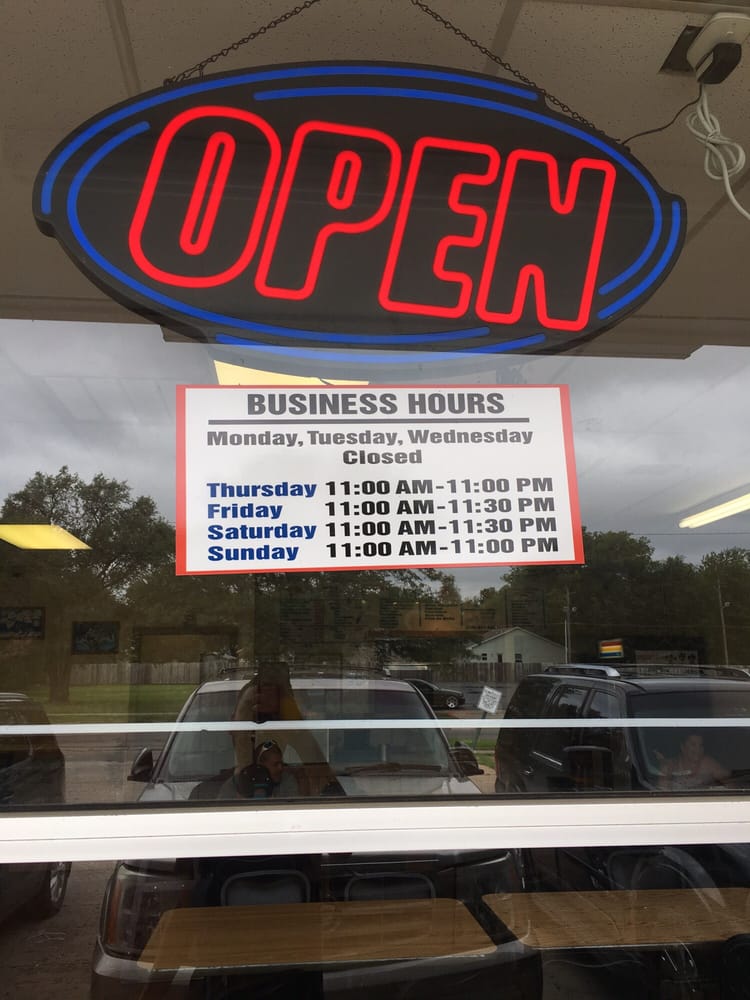 OPEN
BUSINESS HOURS
Monday, Tuesday, Wednesday
Closed
Thursday 11:00 AM-11:00 PM
Friday 11:00 AM-11:30 PM
Saturday 11:00 AM-11:30 PM
Sunday 11:00 AM-11:00 PM